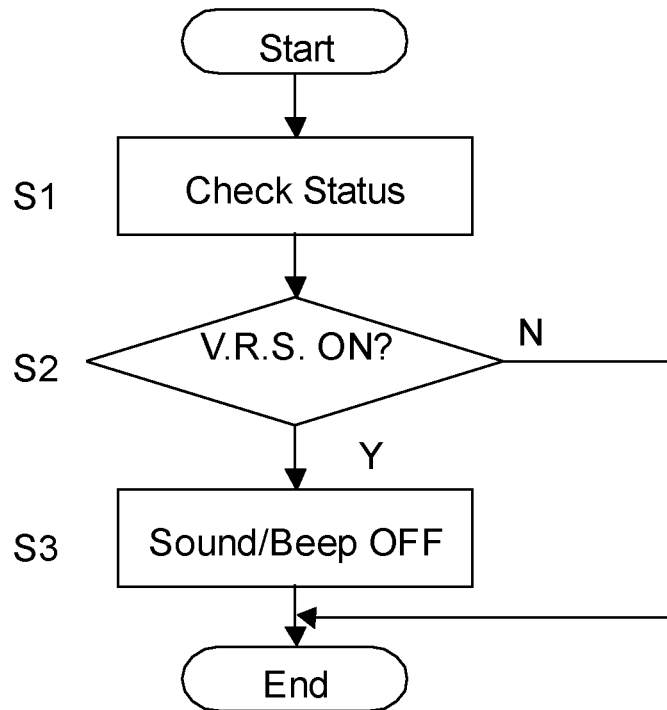 Start
S1
Check Status
S2
V.R.S. ON?
N
Y
S3
Sound/Beep OFF
End